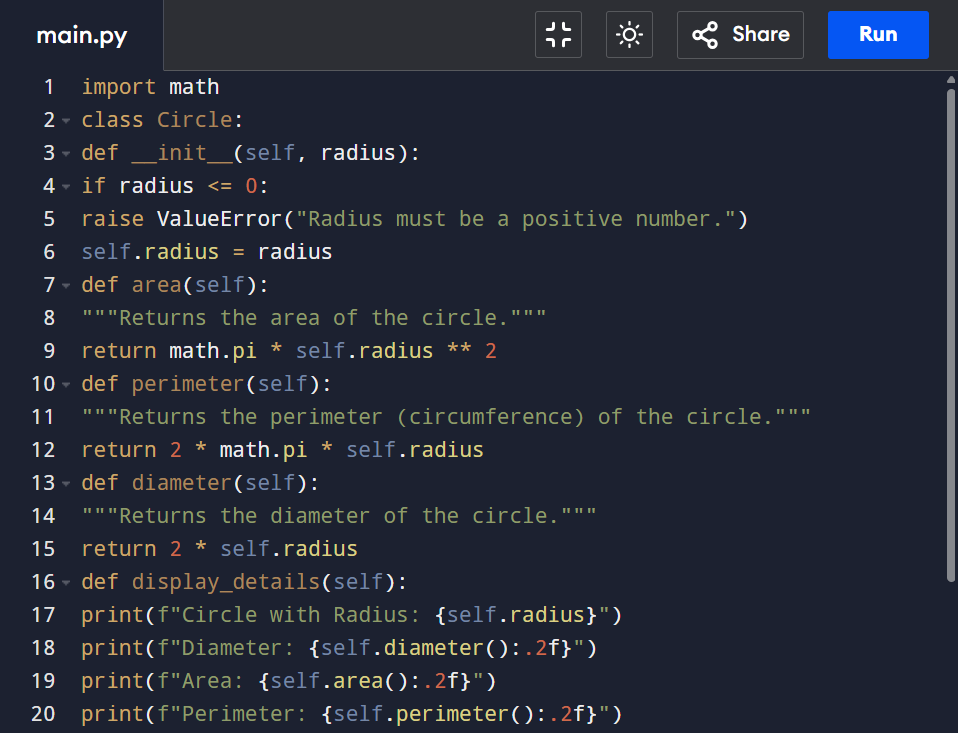 main.py Share Run
1 import math
2 class Circle:
3 def __init__(self, radius):
4 if radius <= 0:
5 raise ValueError("Radius must be a positive number.")
6 self.radius = radius
7 def area(self):
8 """Returns the area of the circle."""
9 return math.pi * self.radius ** 2
10 def perimeter(self):
11 """Returns the perimeter (circumference) of the circle."""
12 return 2 * math.pi * self.radius
13 def diameter(self):
14 """Returns the diameter of the circle."""
15 return 2 * self.radius
16 def display_details(self):
17 print(f"Circle with Radius: {self.radius}")
18 print(f"Diameter: {self.diameter():.2f}")
19 print(f"Area: {self.area():.2f}")
20 print(f"Perimeter: {self.perimeter():.2f}")